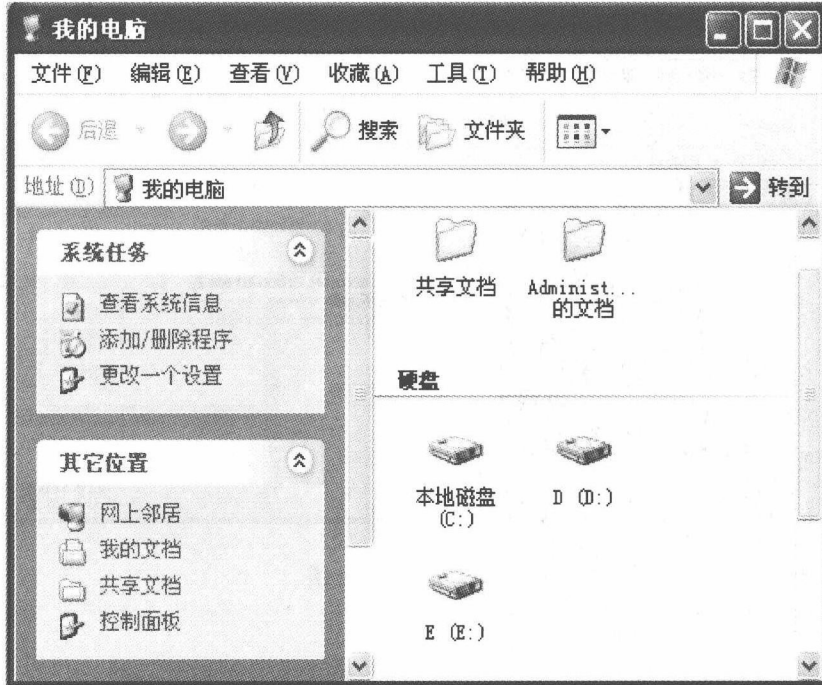 我的电脑
文件(F) 编辑(E) 查看(V) 收藏(A) 工具(T) 帮助(H)
后退 搜索 文件夹
地址(D) 我的电脑 转到
系统任务
查看系统信息
添加/删除程序
更改一个设置
其它位置
网上邻居
我的文档
共享文档
控制面板
共享文档
Administ...
的文档
硬盘
本地磁盘
(C:)
D (D:)
E (E:)